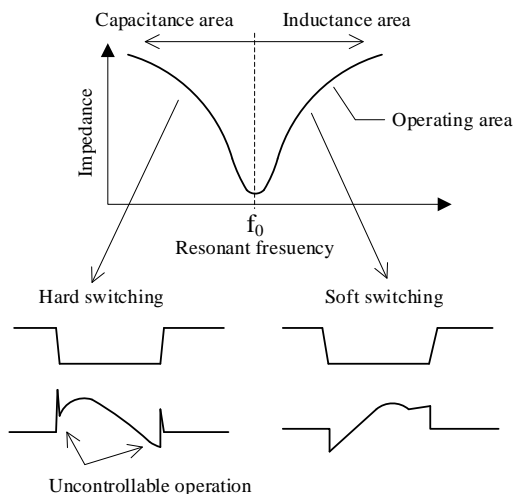 Capacitance area
Inductance area
Impedance
Operating area
f0
Resonant fresuency
Hard switching
Soft switching
Uncontrollable operation